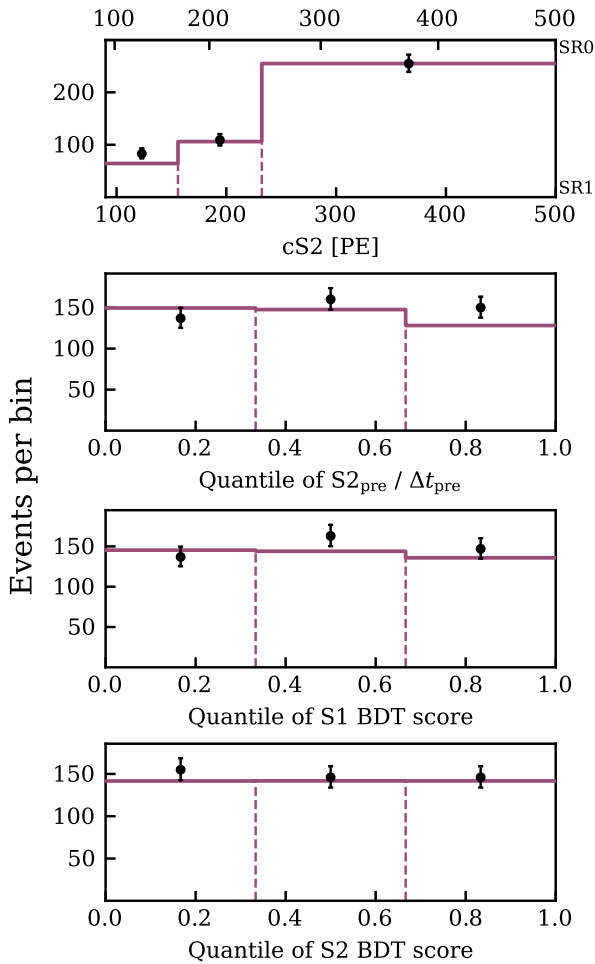 100 200 300 400 500
SR0
200
100
SR1
100 200 300 400 500
cS2 [PE]
150
100
50
0.0 0.2 0.4 0.6 0.8 1.0
Quantile of S2pre / Δtpre
Events per bin
150
100
50
0.0 0.2 0.4 0.6 0.8 1.0
Quantile of S1 BDT score
150
100
50
0.0 0.2 0.4 0.6 0.8 1.0
Quantile of S2 BDT score